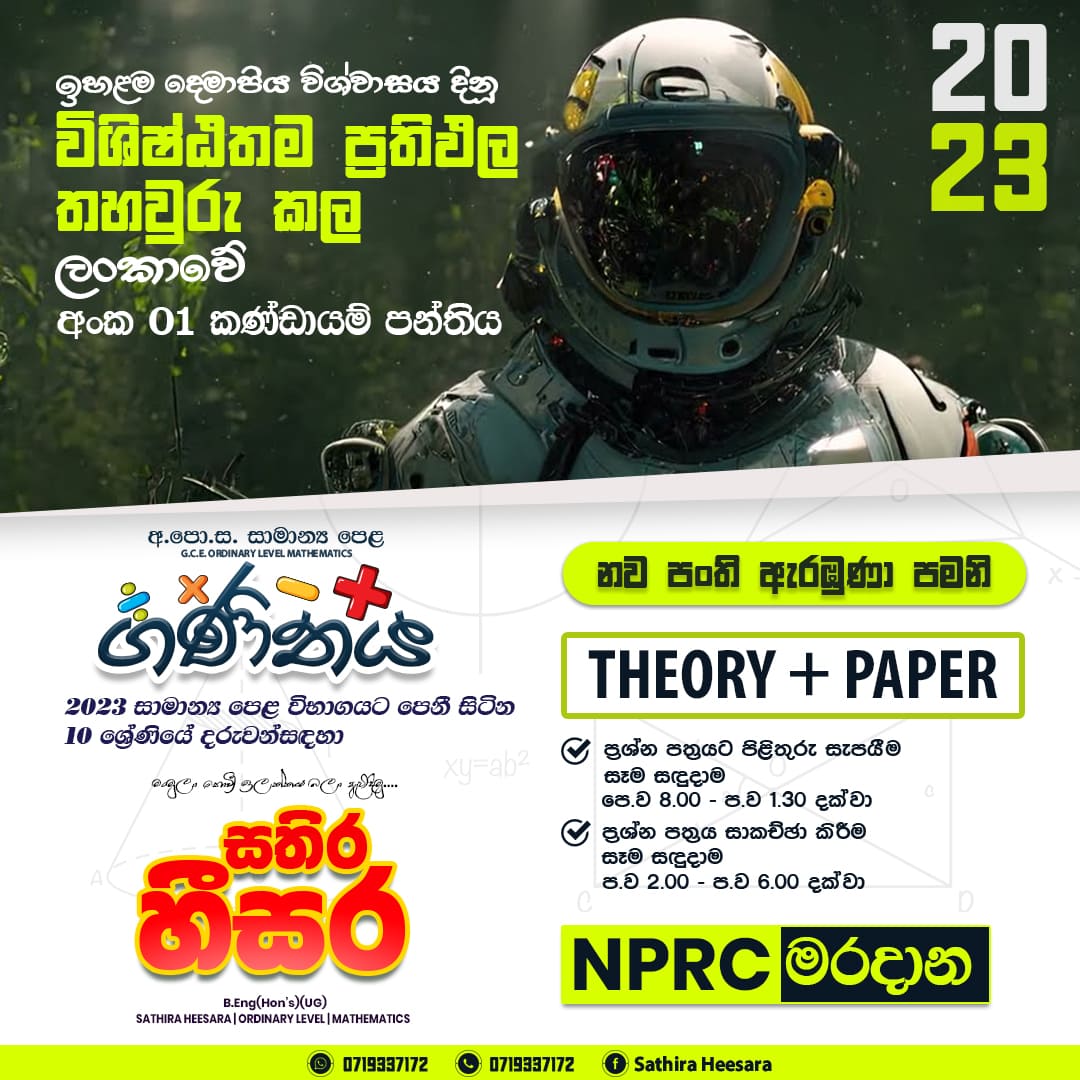 ඉහළම දෙමාපිය විශ්වාසය දිනූ
විශිෂ්ඨතම ප්‍රතිඵල
තහවුරු කල
ලංකාවේ
අංක 01 කණ්ඩායම් පන්තිය
20
23
අ.පො.ස. සාමාන්‍ය පෙළ
G.C.E. ORDINARY LEVEL MATHEMATICS
ගණිතය
2023 සාමාන්‍ය පෙළ විභාගයට පෙනී සිටින
10 ශ්‍රේණියේ දරුවන්සඳහා
සතිර
හීසර
B.Eng(Hon's)(UG)
SATHIRA HEESARA | ORDINARY LEVEL | MATHEMATICS
නව පංති ඇරඹුණා පමනි
THEORY + PAPER
ප්‍රශ්න පත්‍රයට පිළිතුරු සැපයීම
සෑම සඳුදාම
පෙ.ව 8.00 - ප.ව 1.30 දක්වා
ප්‍රශ්න පත්‍රය සාකච්ඡා කිරීම
සෑම සඳුදාම
ප.ව 2.00 - ප.ව 6.00 දක්වා
NPRC මරදාන
xy=ab²
A
O
x
C
D
c
0719337172 0719337172 Sathira Heesara